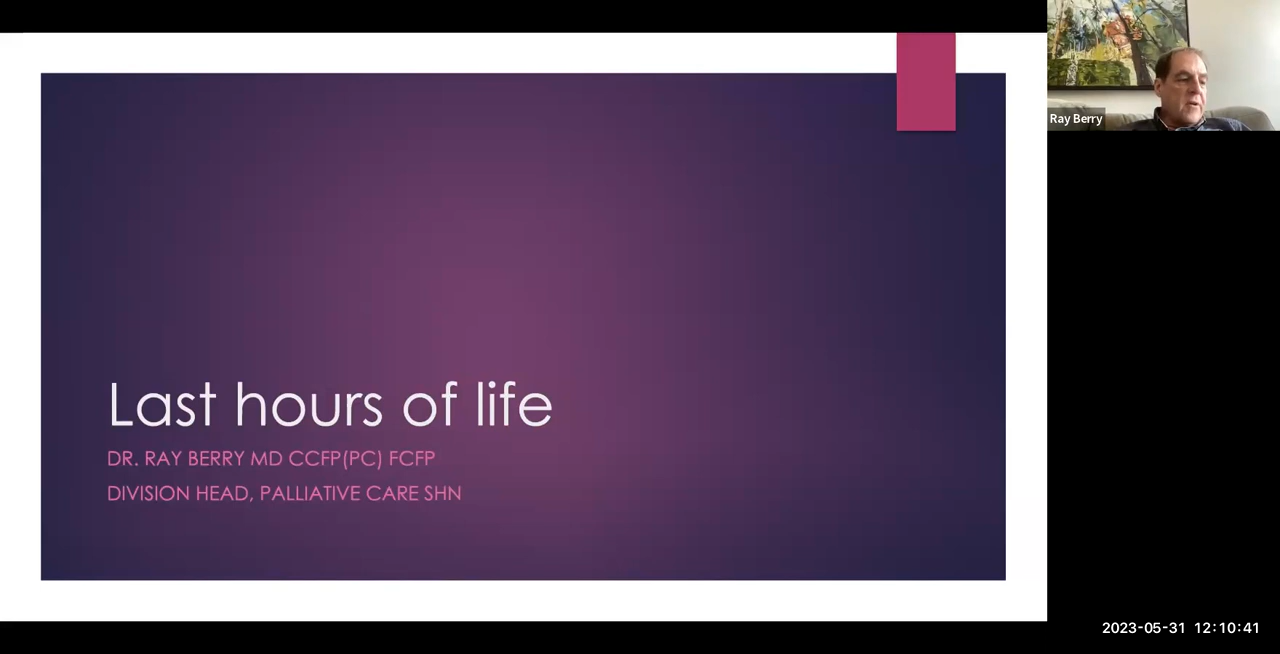 Last hours of life
DR. RAY BERRY MD CCFP(PC) FCFP
DIVISION HEAD, PALLIATIVE CARE SHN
Ray Berry
2023-05-31 12:10:41